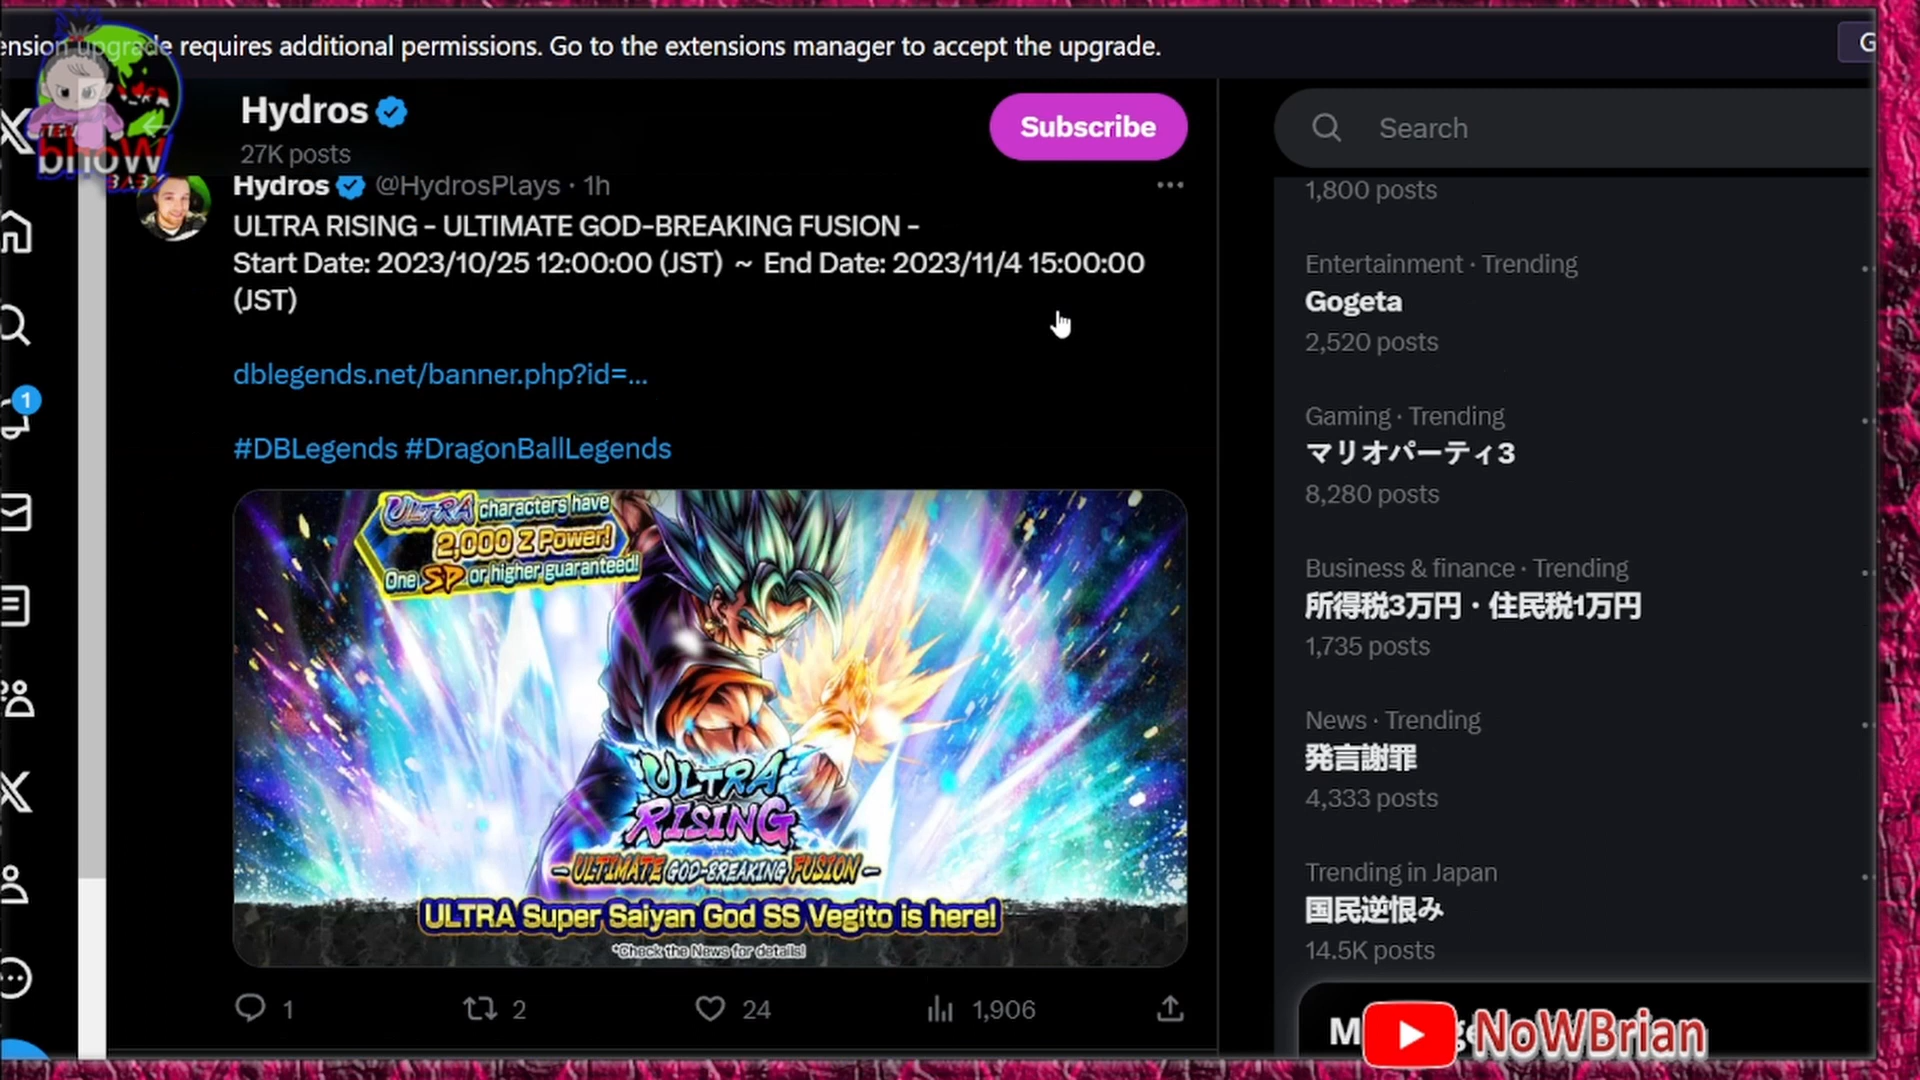 ension upgrade requires additional permissions. Go to the extensions manager to accept the upgrade.
G
bhoW
BABY
Hydros
27K posts
Subscribe
Search
Hydros @HydrosPlays · 1h
ULTRA RISING - ULTIMATE GOD-BREAKING FUSION -
Start Date: 2023/10/25 12:00:00 (JST) ~ End Date: 2023/11/4 15:00:00
(JST)
dblegends.net/banner.php?id=...
#DBLegends #DragonBallLegends
ULTRA characters have
2,000 Z Power!
One SP or higher guaranteed!
ULTRA
RISING
- ULTIMATE GOD-BREAKING FUSION -
ULTRA Super Saiyan God SS Vegito is here!
*Check the News for details!
1
2
24
1,906
1
1,800 posts
Entertainment · Trending
Gogeta
2,520 posts
Gaming · Trending
マリオパーティ3
8,280 posts
Business & finance · Trending
所得税3万円・住民税1万円
1,735 posts
News · Trending
発言謝罪
4,333 posts
Trending in Japan
国民逆恨み
14.5K posts
NoWBrian